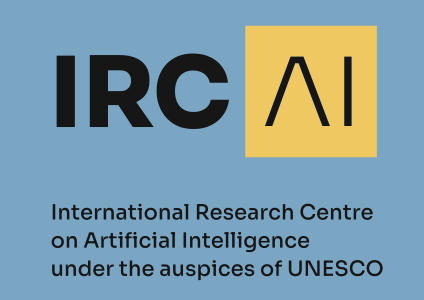 IRC AI
International Research Centre
on Artificial Intelligence
under the auspices of UNESCO